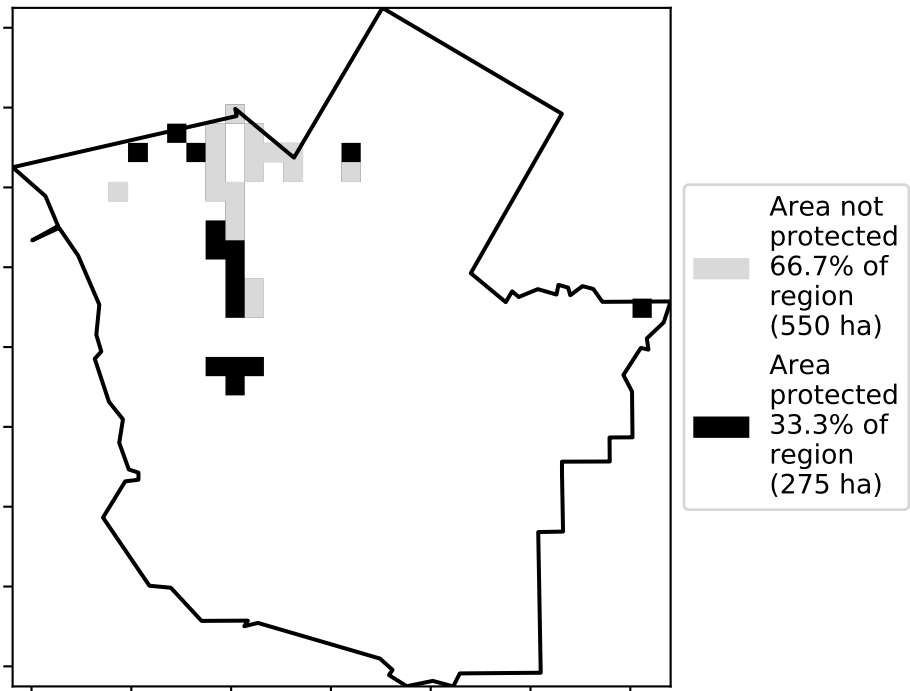 Area not
protected
66.7% of
region
(550 ha)
Area
protected
33.3% of
region
(275 ha)